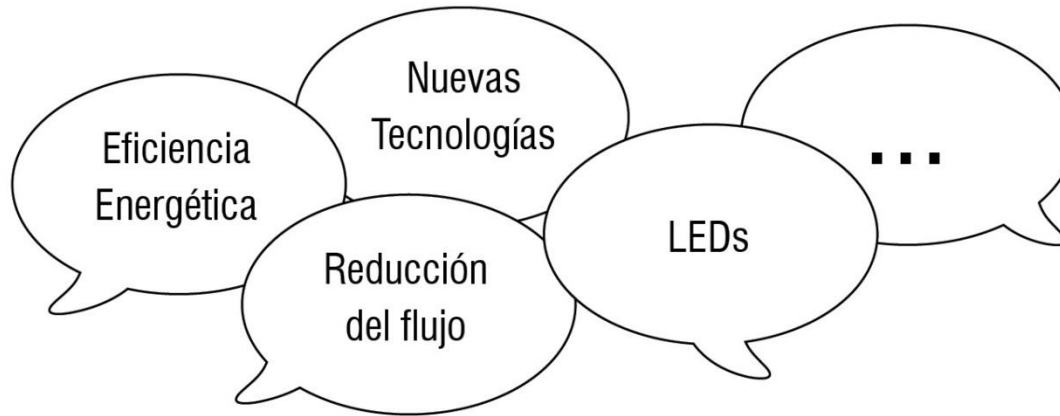 Nuevas
Tecnologías
Eficiencia
Energética
Reducción
del flujo
LEDs
...